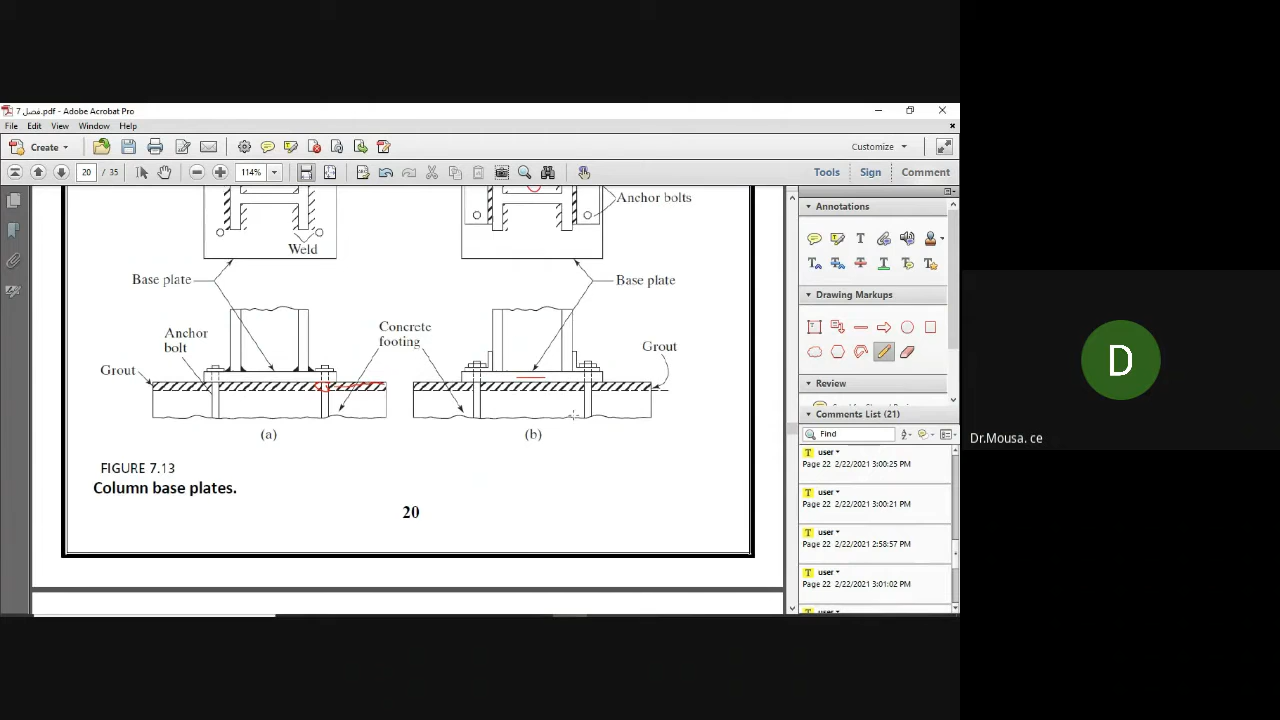 فصل 7.pdf - Adobe Acrobat Pro
File Edit View Window Help
Create
Customize
20 / 35
114%
Tools Sign Comment
Anchor bolts
Weld
Base plate
Base plate
Anchor bolt
Concrete footing
Grout
Grout
(a)
(b)
FIGURE 7.13
Column base plates.
20
Annotations
Drawing Markups
Review
Comments List (21)
Find
user
Page 22 2/22/2021 3:00:25 PM
user
Page 22 2/22/2021 3:00:21 PM
user
Page 22 2/22/2021 2:58:57 PM
user
Page 22 2/22/2021 3:01:02 PM
user
D
Dr.Mousa. ce